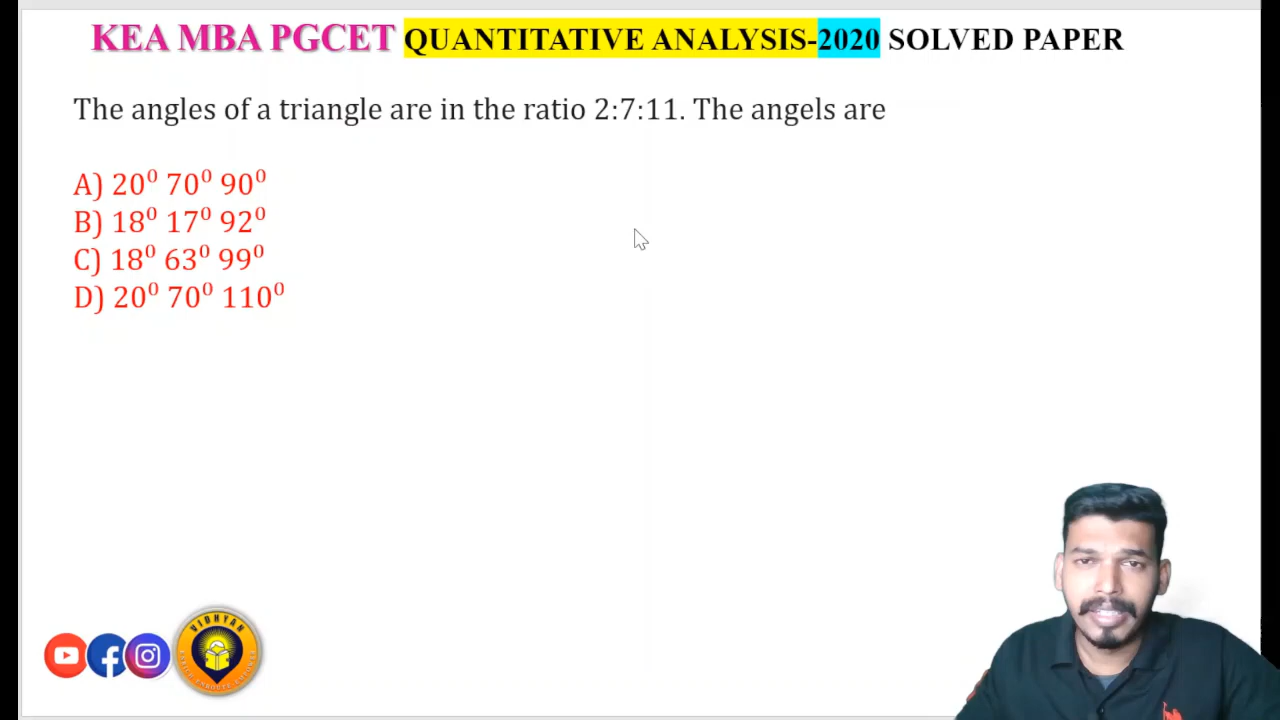 KEA MBA PGCET QUANTITATIVE ANALYSIS-2020 SOLVED PAPER
The angles of a triangle are in the ratio 2:7:11. The angels are
A) 20⁰ 70⁰ 90⁰
B) 18⁰ 17⁰ 92⁰
C) 18⁰ 63⁰ 99⁰
D) 20⁰ 70⁰ 110⁰
VIDHYAN